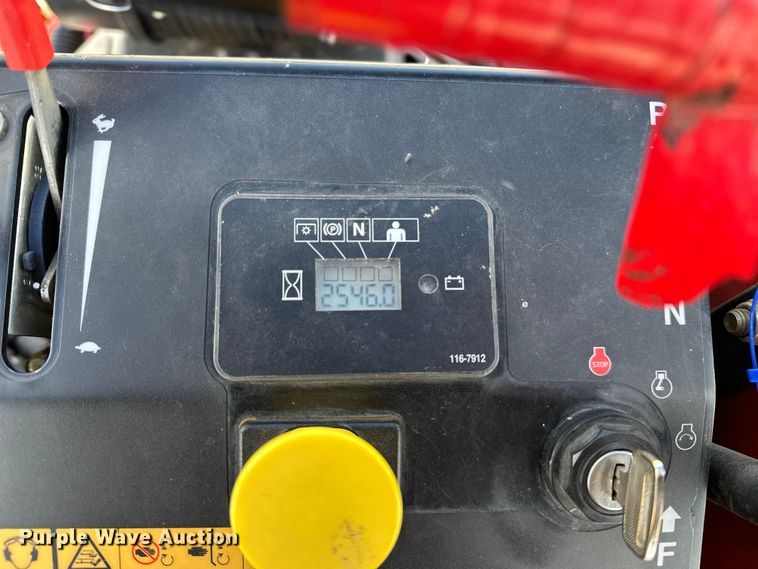 P
N
2546.0
N
116-7912
STOP
F
Purple Wave Auction